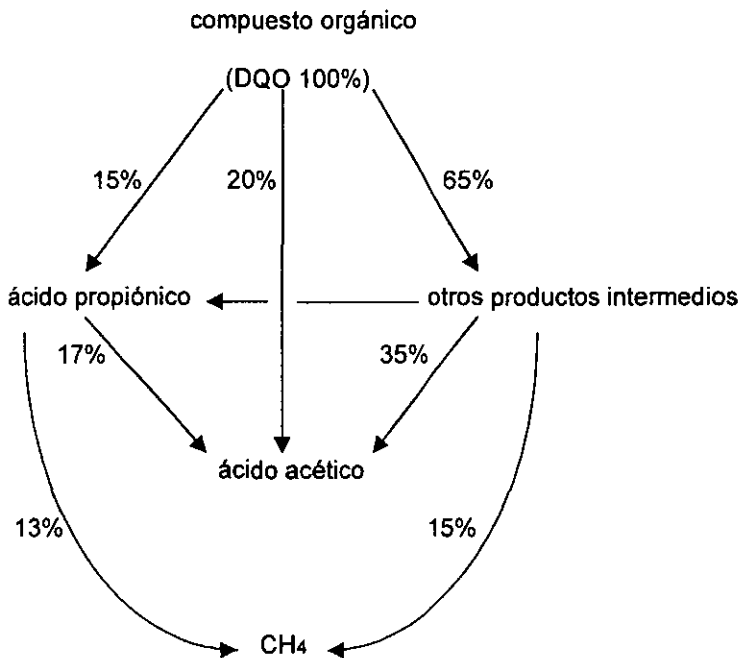 compuesto orgánico
(DQO 100%)
15% 20% 65%
ácido propiónico otros productos intermedios
17% 35%
ácido acético
13% 15%
CH4